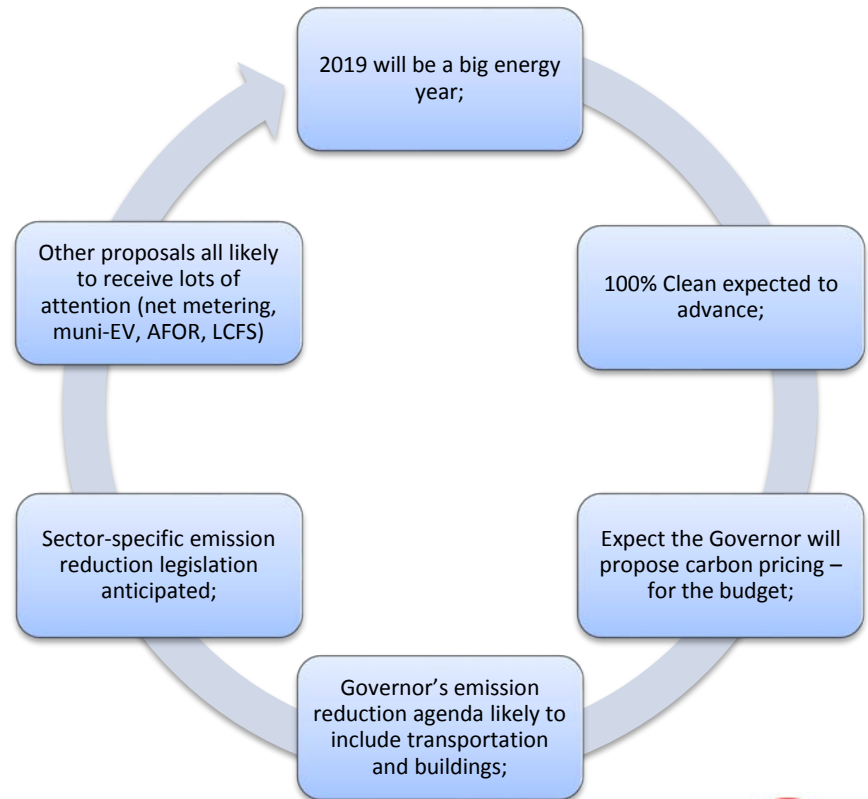 2019 will be a big energy
year;
100% Clean expected to
advance;
Expect the Governor will
propose carbon pricing –
for the budget;
Governor’s emission
reduction agenda likely to
include transportation
and buildings;
Sector-specific emission
reduction legislation
anticipated;
Other proposals all likely
to receive lots of
attention (net metering,
muni-EV, AFOR, LCFS)